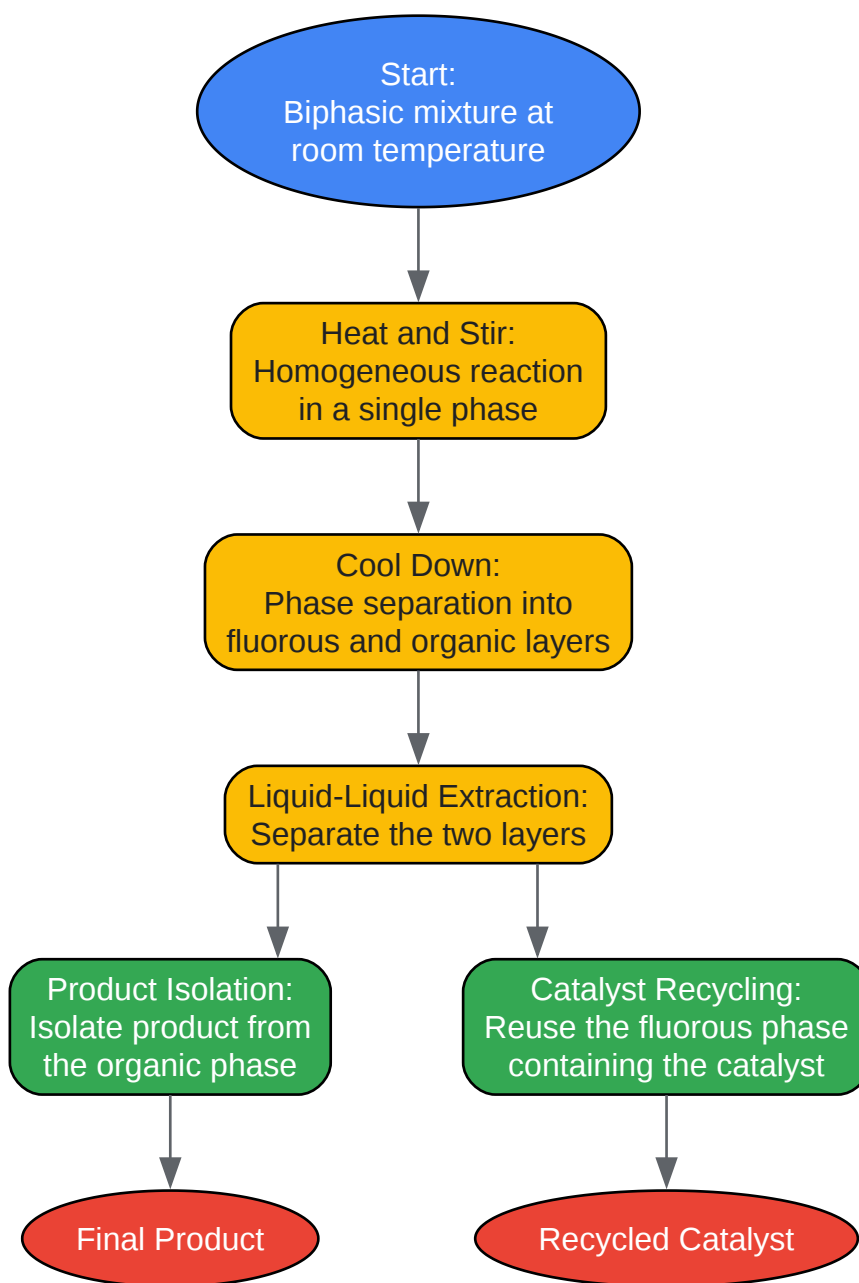 Start:
Biphasic mixture at
room temperature
Heat and Stir:
Homogeneous reaction
in a single phase
Cool Down:
Phase separation into
fluorous and organic layers
Liquid-Liquid Extraction:
Separate the two layers
Product Isolation:
Isolate product from
the organic phase
Catalyst Recycling:
Reuse the fluorous phase
containing the catalyst
Final Product
Recycled Catalyst